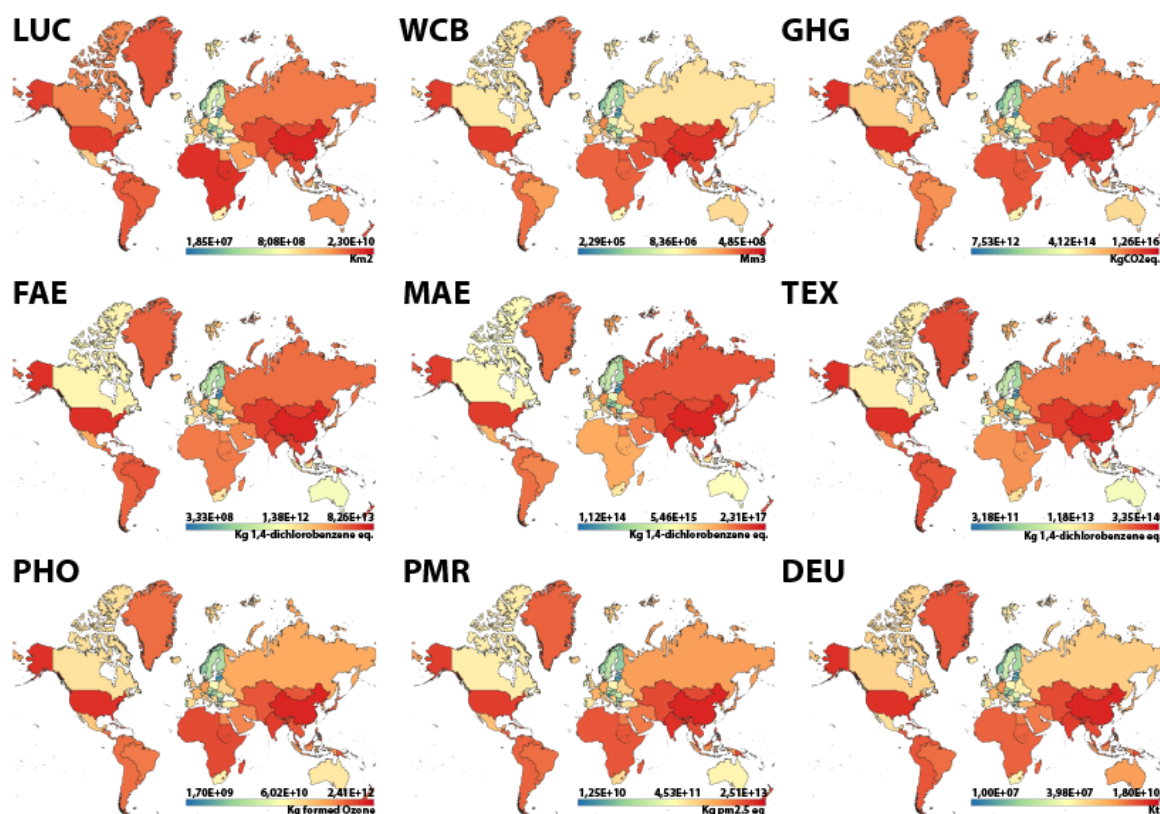 LUC
WCB
GHG
1,85E+07 8,08E+08 2,30E+10
Km2
2,29E+05 8,36E+06 4,85E+08
Mm3
7,53E+12 4,12E+14 1,26E+16
KgCO2eq.
FAE
MAE
TEX
3,33E+08 1,38E+12 8,26E+13
Kg 1,4-dichlorobenzene eq.
1,12E+14 5,46E+15 2,31E+17
Kg 1,4-dichlorobenzene eq.
3,18E+11 1,18E+13 3,35E+14
Kg 1,4-dichlorobenzene eq.
PHO
PMR
DEU
1,70E+09 6,02E+10 2,41E+12
Kg formed Ozone
1,25E+10 4,53E+11 2,51E+13
Kg pm2.5 eq
1,00E+07 3,98E+07 1,80E+10
Kt